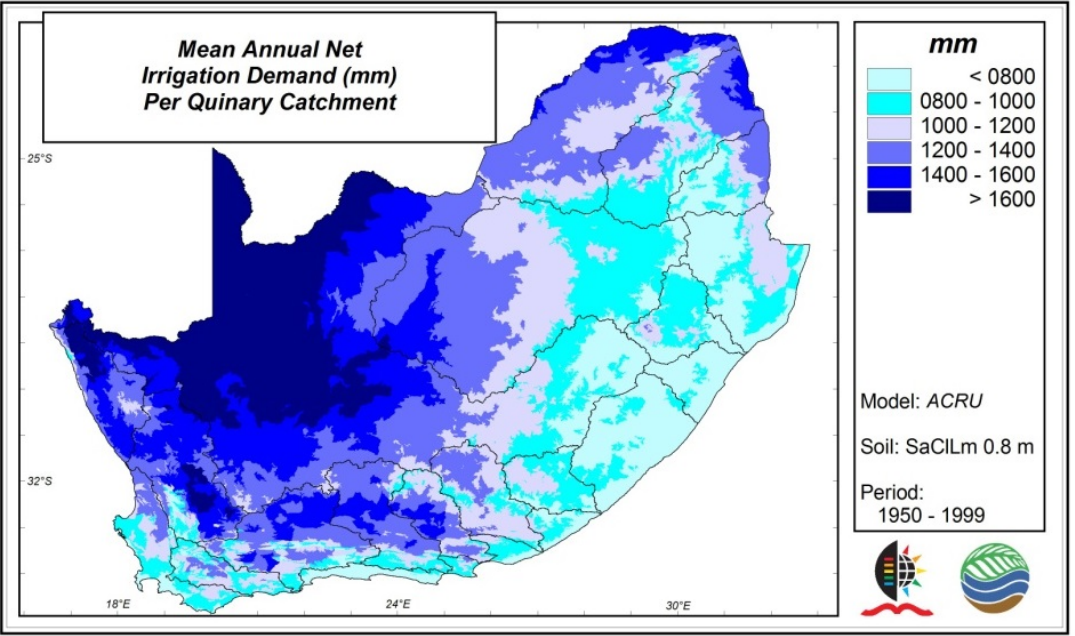 Mean Annual Net
Irrigation Demand (mm)
Per Quinary Catchment
mm
< 0800
0800 - 1000
1000 - 1200
1200 - 1400
1400 - 1600
> 1600
25°S
32°S
18°E
24°E
30°E
Model: ACRU
Soil: SaClLm 0.8 m
Period:
1950 - 1999